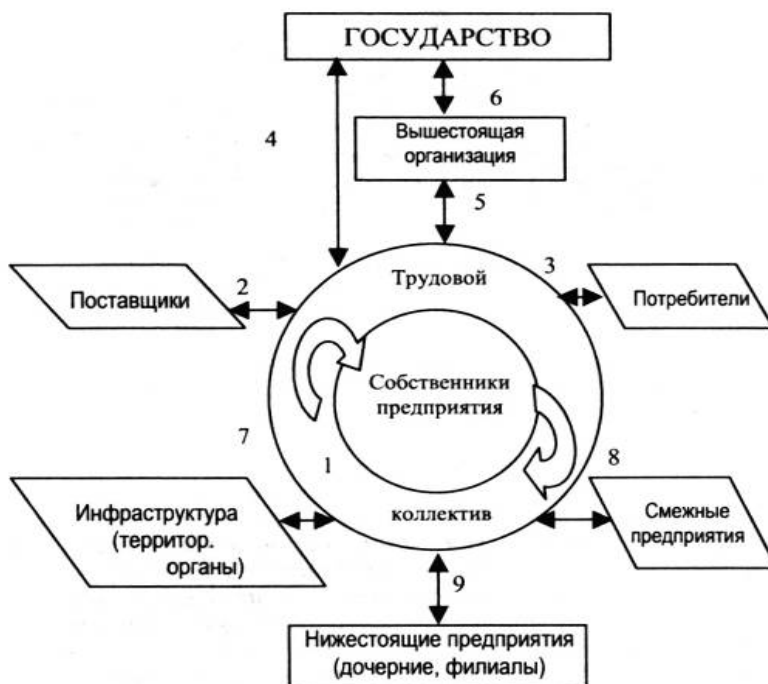 ГОСУДАРСТВО
6
4
Вышестоящая
организация
5
Трудовой
3
2
Поставщики
Потребители
Собственники
предприятия
7
1
8
Инфраструктура
(территор.
органы)
коллектив
Смежные
предприятия
9
Нижестоящие предприятия
(дочерние, филиалы)